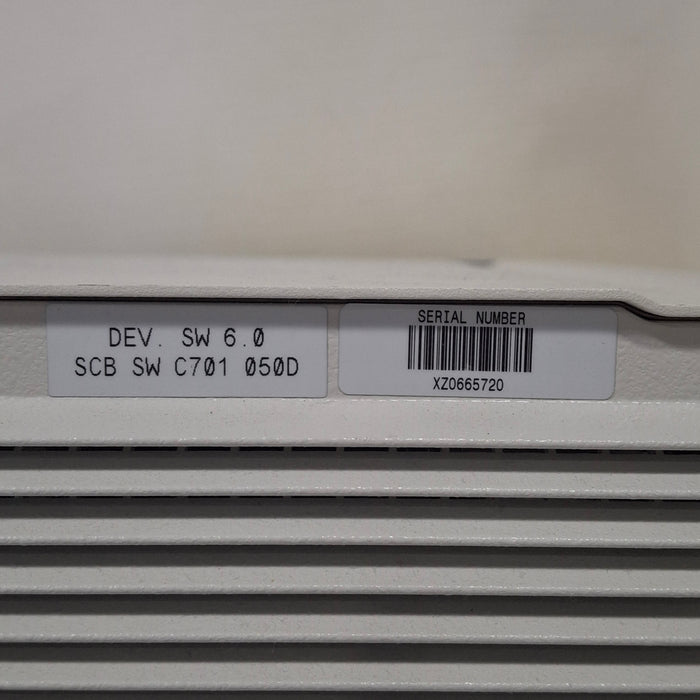 DEV. SW 6.0
SCB SW C701 050D
SERIAL NUMBER
XZ0665720